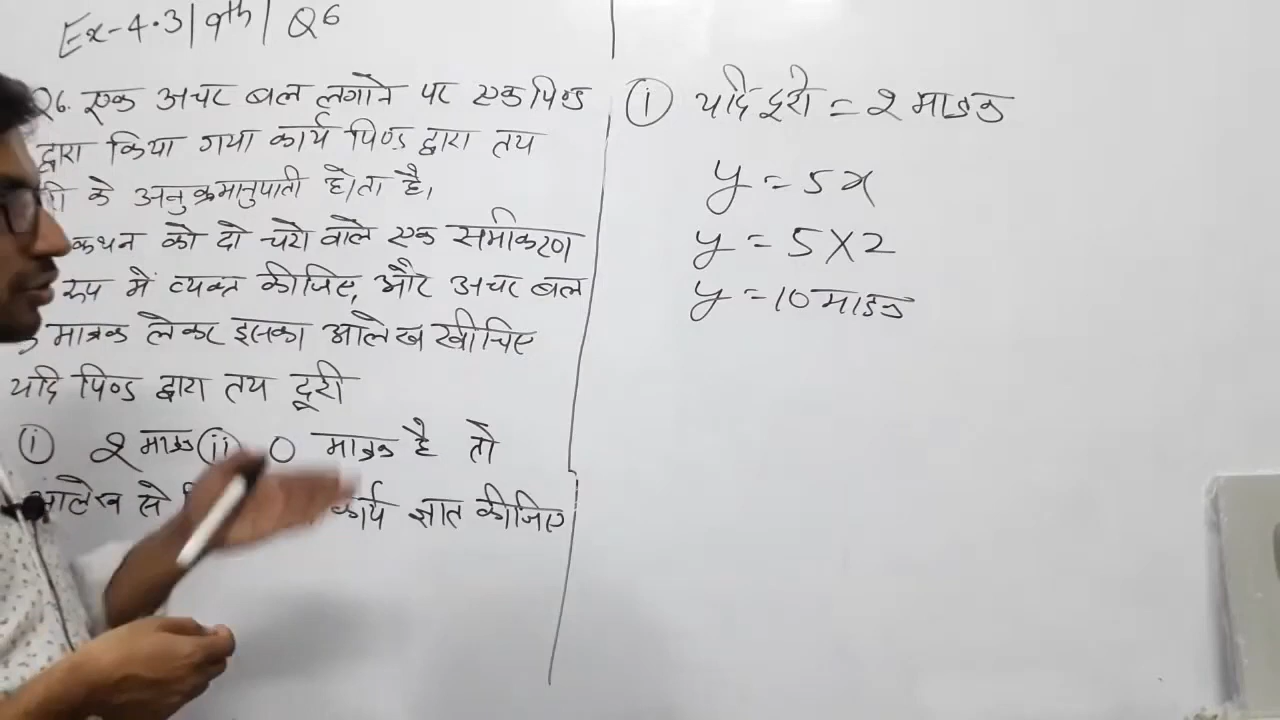 Ex-4.3 | 9th | Q6
Q6. एक अचर बल लगाने पर एक पिण्ड
द्वारा किया गया कार्य पिण्ड द्वारा तय
के अनुक्रमानुपाती होता है,
कथन को दो चरो वाले एक समीकरण
रूप में व्यक्त कीजिए, और अचर बल
मात्रक लेकर इसका आलेख खीचिए
यदि पिण्ड द्वारा तय दूरी
(i) 2 मात्रक (ii) 0 मात्रक है तो
आलेख से कार्य ज्ञात कीजिए
(i) यदि दूरी = 2 मात्रक
y = 5x
y = 5X2
y = 10 मात्रक